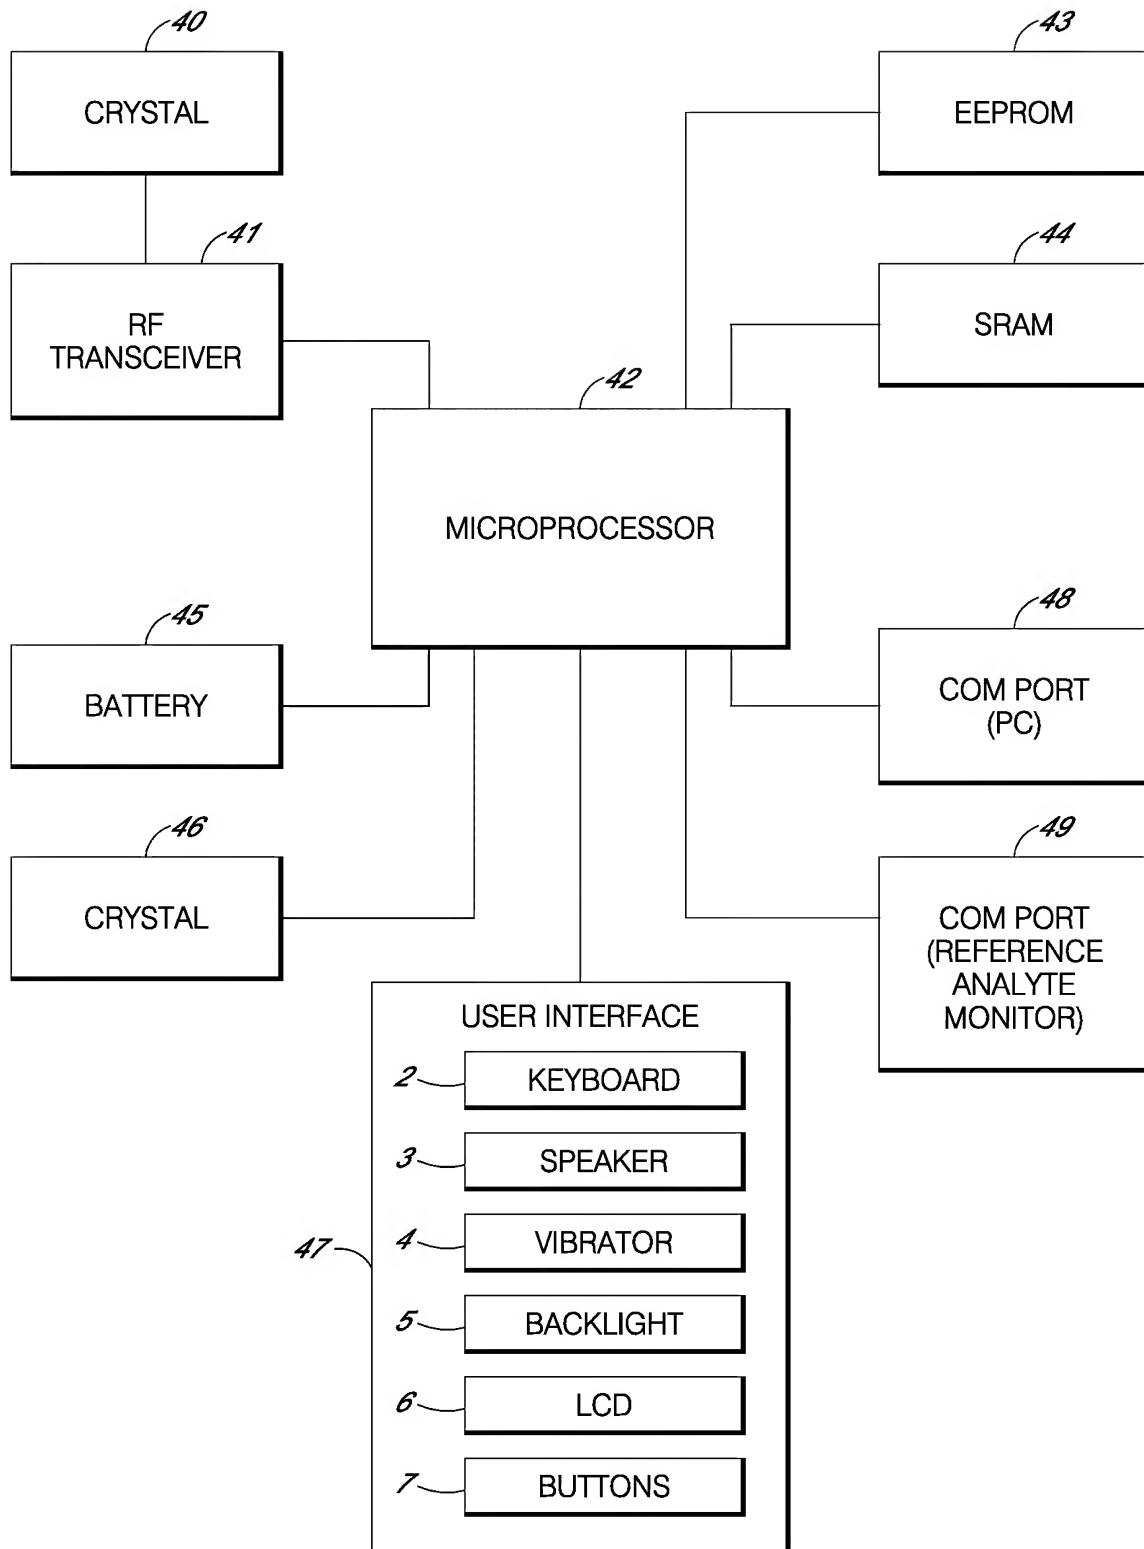 40
CRYSTAL
43
EEPROM
41
RF
TRANSCEIVER
44
SRAM
42
MICROPROCESSOR
45
BATTERY
48
COM PORT
(PC)
46
CRYSTAL
49
COM PORT
(REFERENCE
ANALYTE
MONITOR)
47
USER INTERFACE
2
KEYBOARD
3
SPEAKER
4
VIBRATOR
5
BACKLIGHT
6
LCD
7
BUTTONS